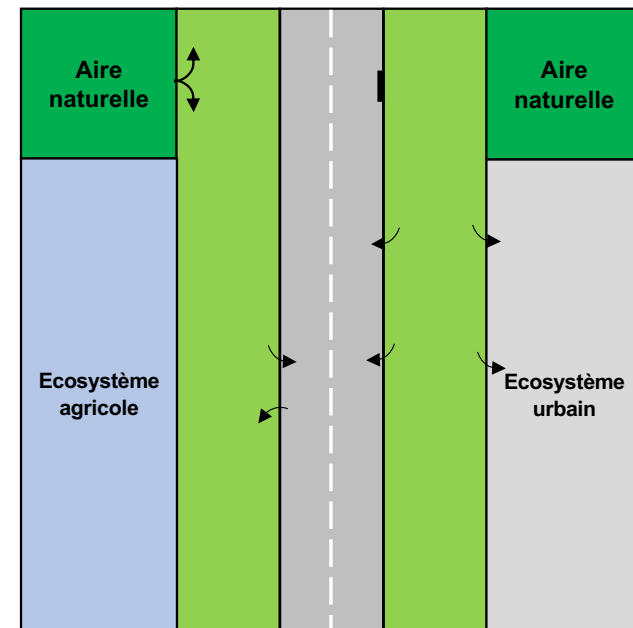 Aire
naturelle
Aire
naturelle
Ecosystème
agricole
Ecosystème
urbain